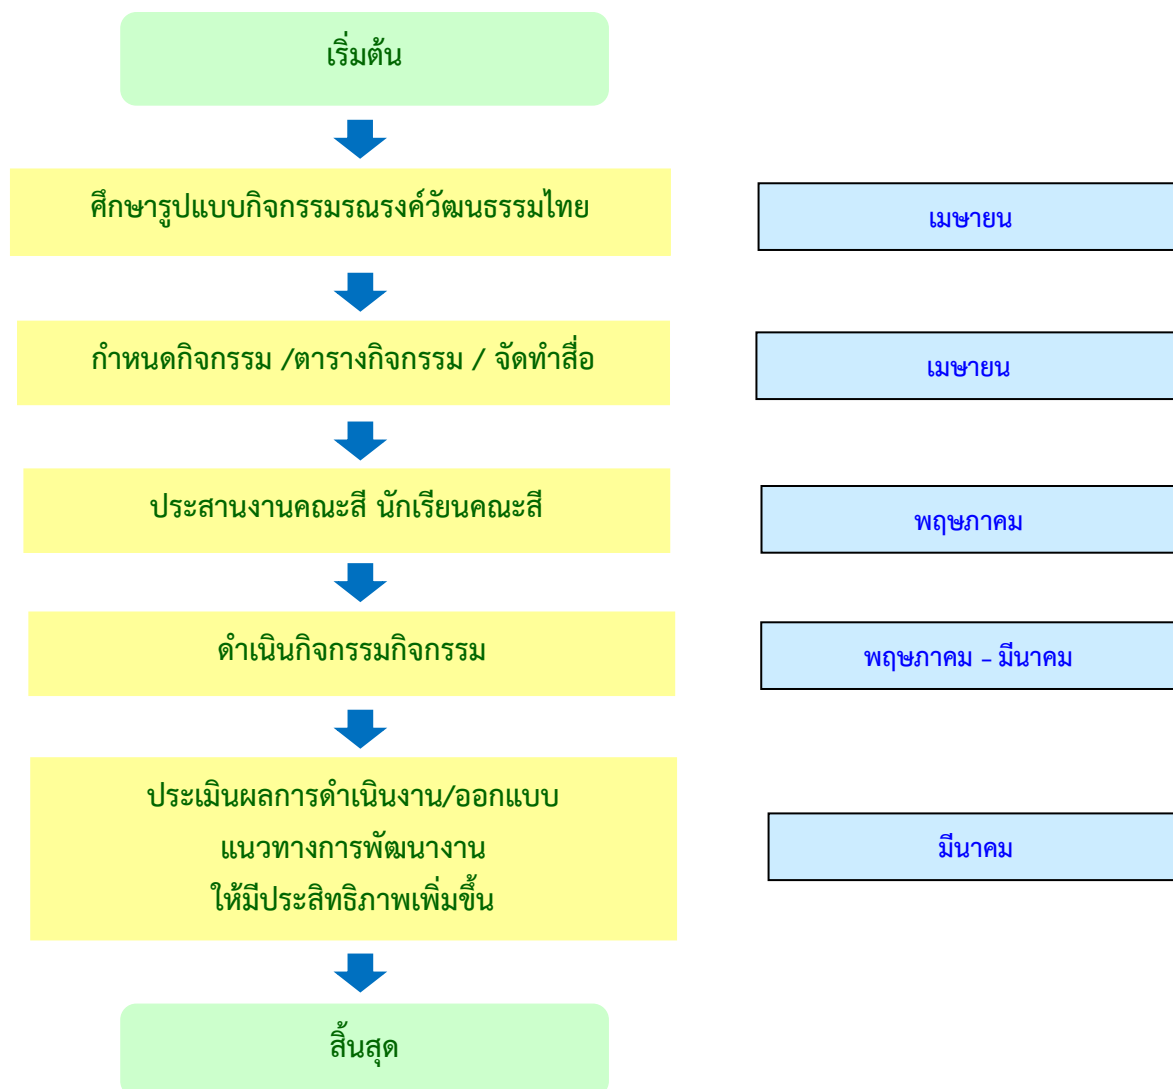 เริ่มต้น
ศึกษารูปแบบกิจกรรมรณรงค์วัฒนธรรมไทย
เมษายน
กำหนดกิจกรรม /ตารางกิจกรรม / จัดทำสื่อ
เมษายน
ประสานงานคณะสี นักเรียนคณะสี
พฤษภาคม
ดำเนินกิจกรรมกิจกรรม
พฤษภาคม - มีนาคม
ประเมินผลการดำเนินงาน/ออกแบบ
แนวทางการพัฒนางาน
ให้มีประสิทธิภาพเพิ่มขึ้น
มีนาคม
สิ้นสุด